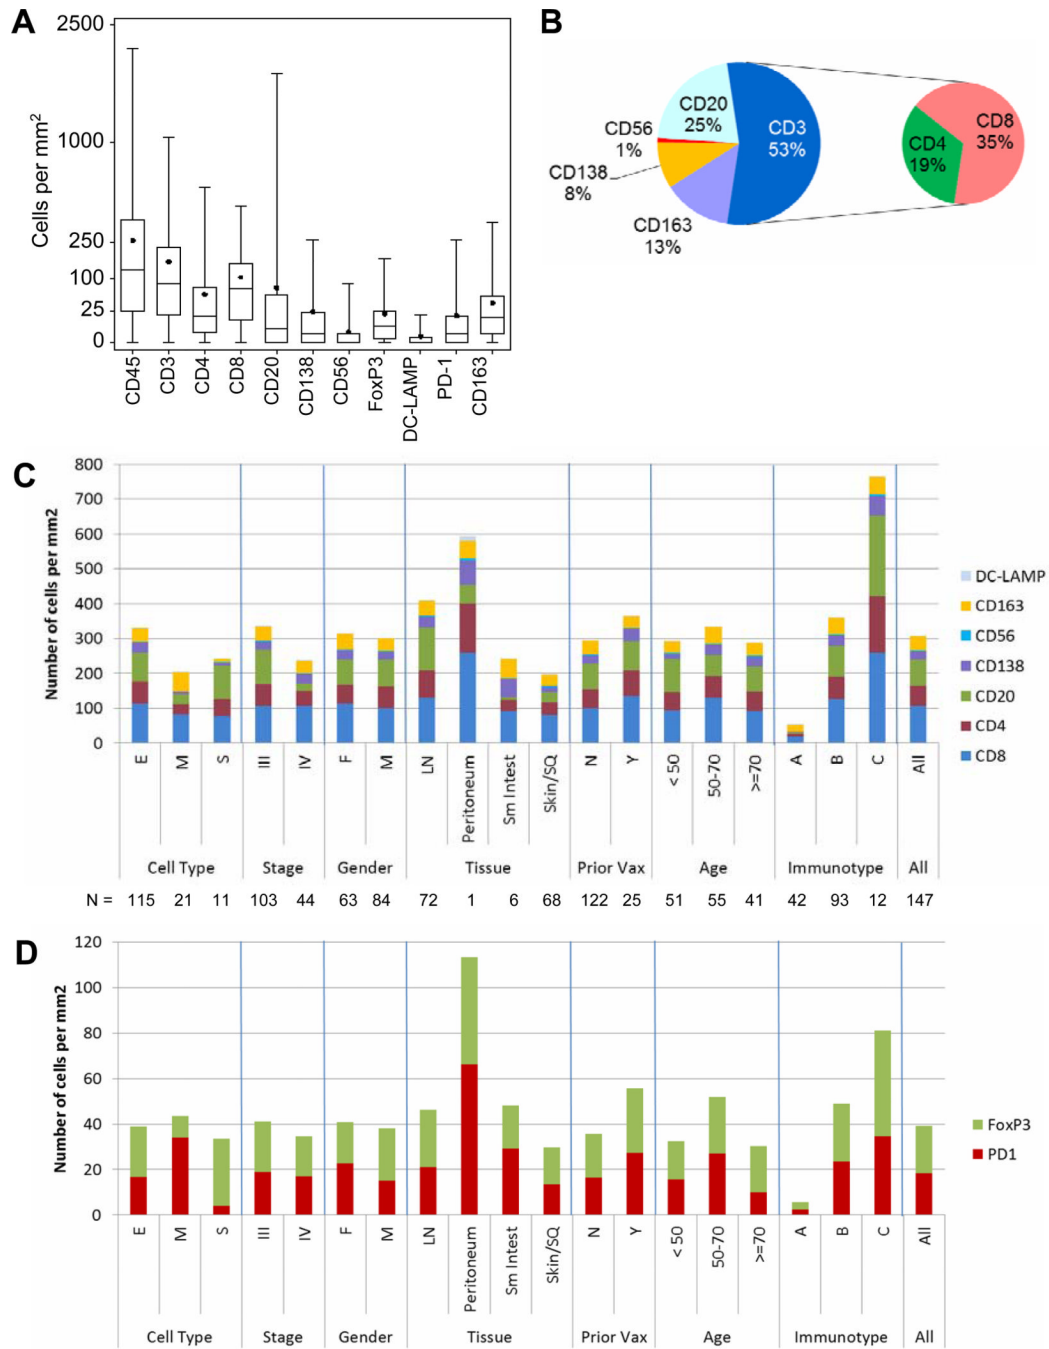 A
2500
1000
250
100
25
0
Cells per mm2
CD45
CD3
CD4
CD8
CD20
CD138
CD56
FoxP3
DC-LAMP
PD-1
CD163
B
CD20
25%
CD3
53%
CD56
1%
CD138
8%
CD163
13%
CD8
35%
CD4
19%
C
800
700
600
500
400
300
200
100
0
Number of cells per mm2
DC-LAMP
CD163
CD56
CD138
CD20
CD4
CD8
E M S III IV F M LN Peritoneum Sm Intest Skin/SQ N Y < 50 50-70 >=70 A B C All
Cell Type Stage Gender Tissue Prior Vax Age Immunotype All
N = 115 21 11 103 44 63 84 72 1 6 68 122 25 51 55 41 42 93 12 147
D
120
100
80
60
40
20
0
Number of cells per mm2
FoxP3
PD1
E M S III IV F M LN Peritoneum Sm Intest Skin/SQ N Y < 50 50-70 >=70 A B C All
Cell Type Stage Gender Tissue Prior Vax Age Immunotype All